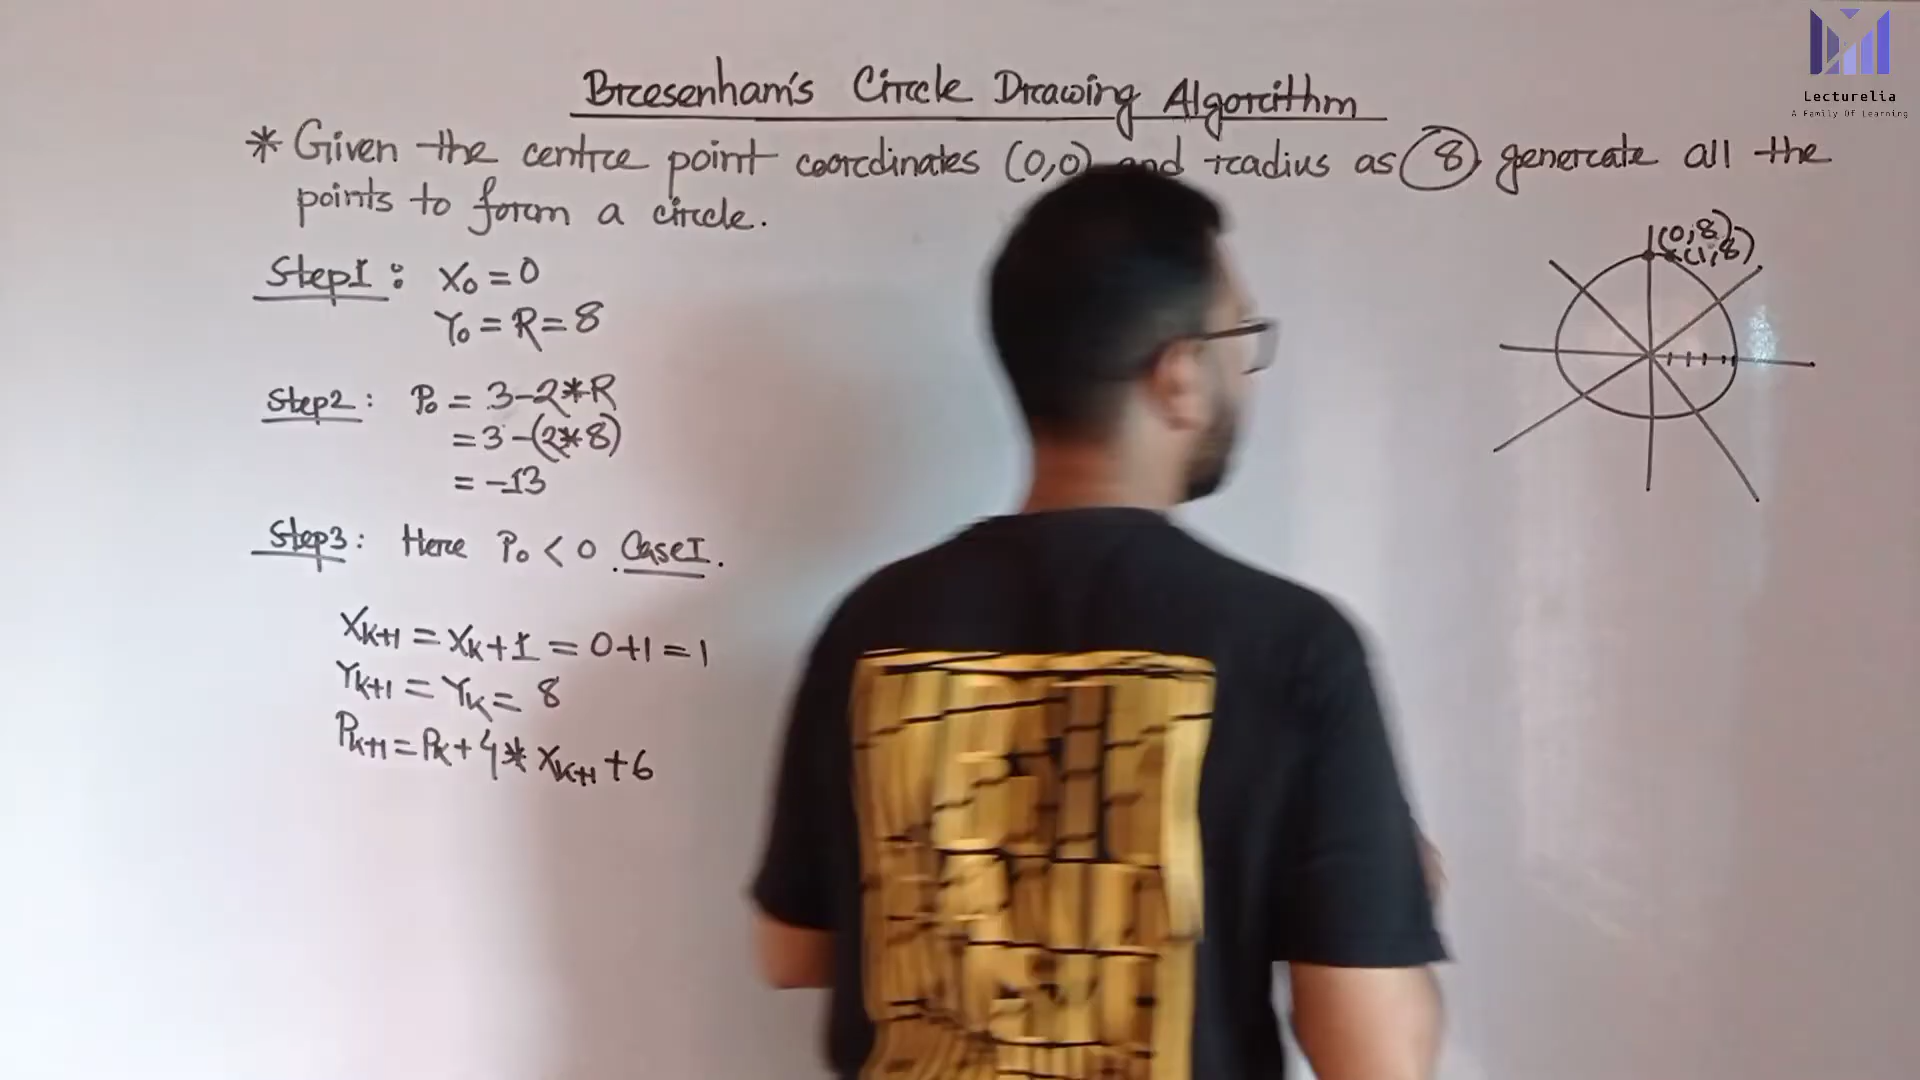 Bresenham's Circle Drawing Algorithm
* Given the centre point coordinates (0,0) and radius as 8 generate all the
points to form a circle.
Step1: X₀ = 0
Y₀ = R = 8
Step2: P₀ = 3-2*R
= 3-(2*8)
= -13
Step3: Here P₀ < 0 . Case I.
Xₖ₊₁ = Xₖ+1 = 0+1 = 1
Yₖ₊₁ = Yₖ = 8
Pₖ₊₁ = Pₖ + 4 * Xₖ₊₁ + 6
(0,8)
(1,8)
Lecturelia
A Family Of Learning